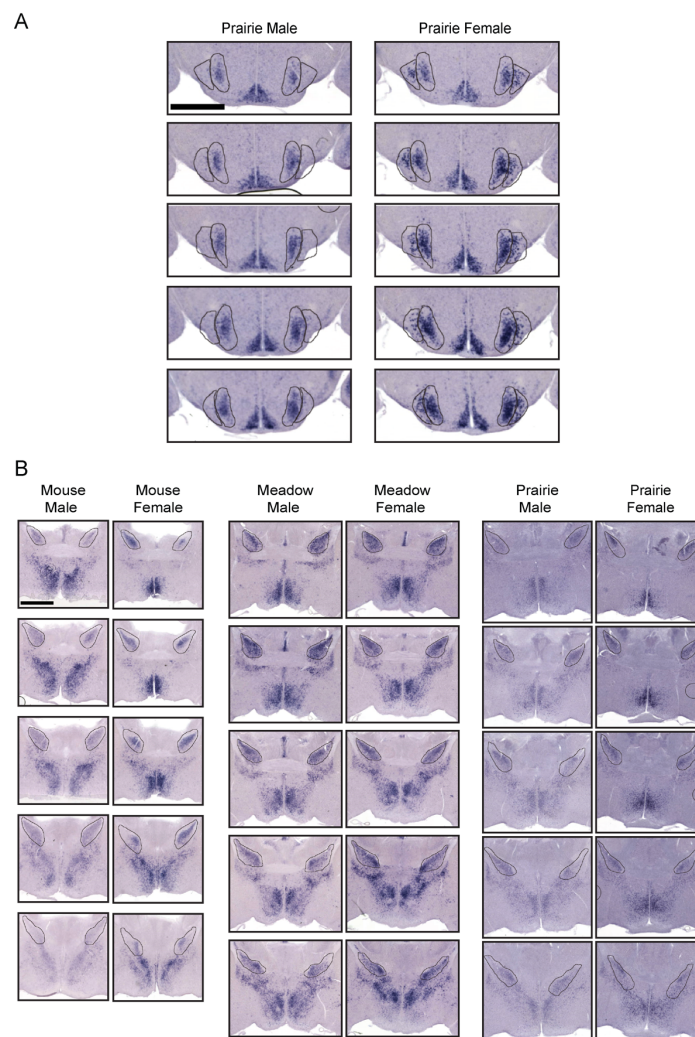 A
Prairie Male
Prairie Female
B
Mouse
Male
Mouse
Female
Meadow
Male
Meadow
Female
Prairie
Male
Prairie
Female